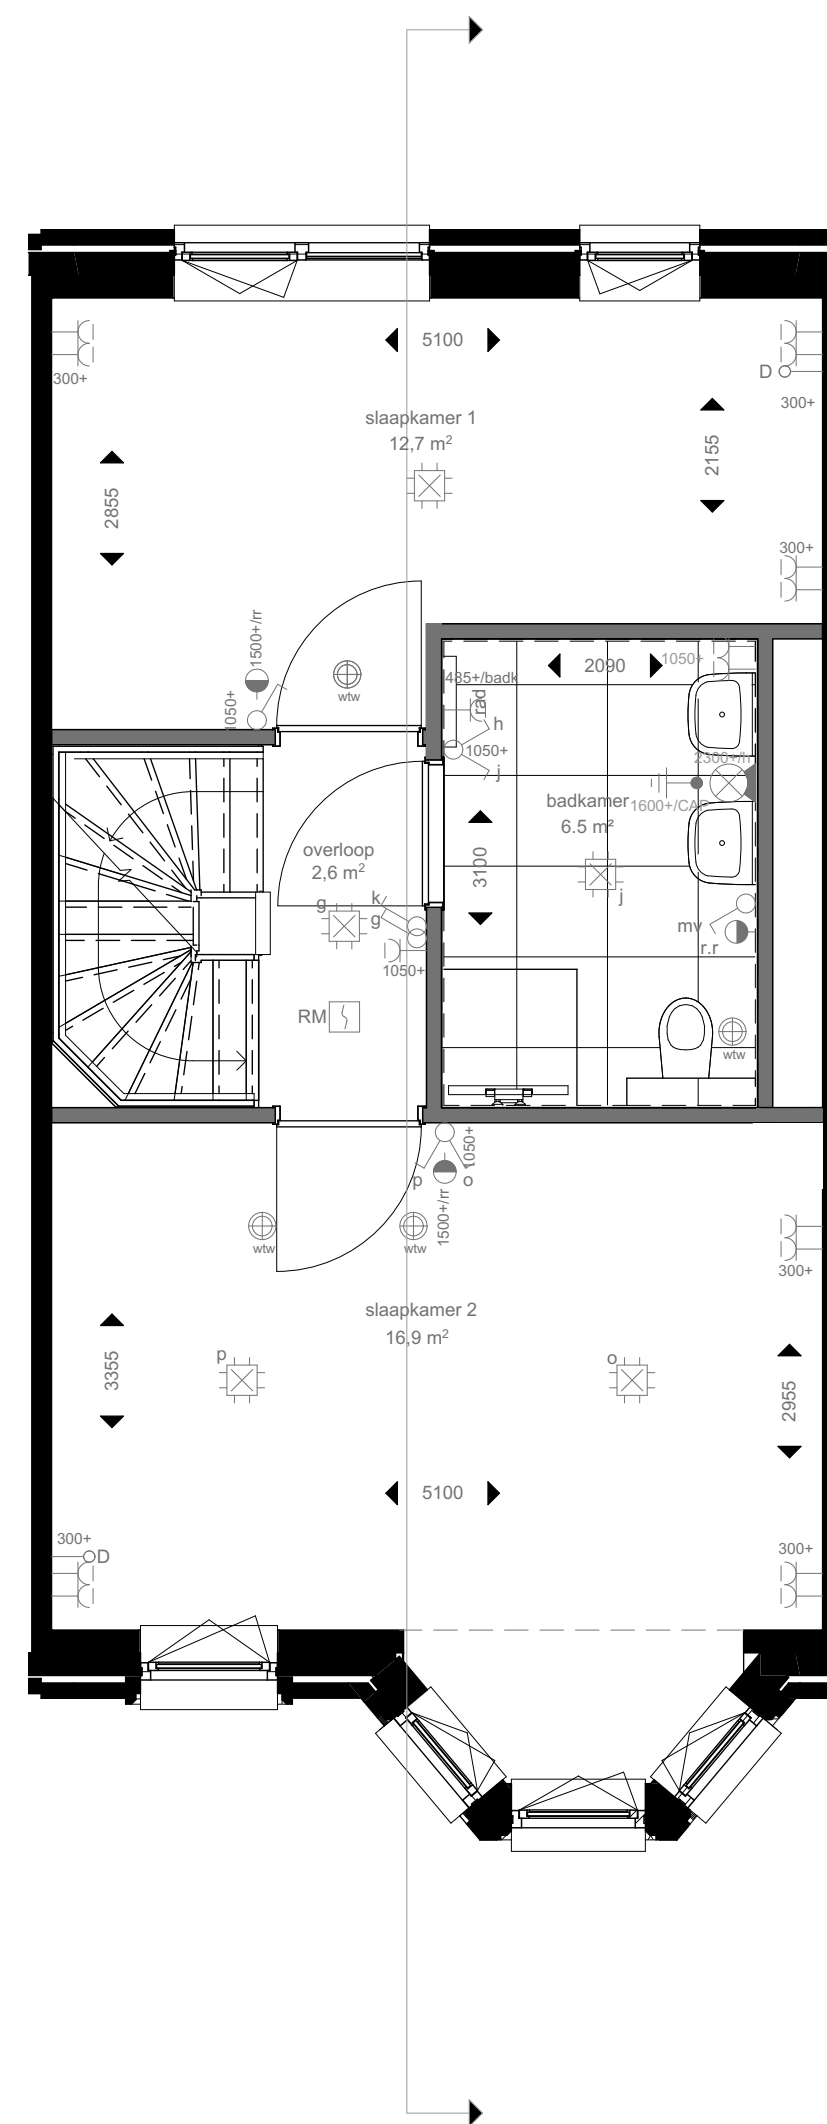 5100
300+
D
300+
slaapkamer 1
12,7 m²
2155
2855
300+
1500+/rr
1050+
wtw
2090
1050+
485+/badk
rad
h
1050+
j
2300+/h
1600+/CAP
badkamer
6.5 m²
3100
overloop
2,6 m²
j
k
g
g
mv
r.r
1050+
RM
wtw
1050+
p
o
1500+/rr
wtw
wtw
300+
slaapkamer 2
16,9 m²
p
o
3355
2955
5100
300+
D
300+